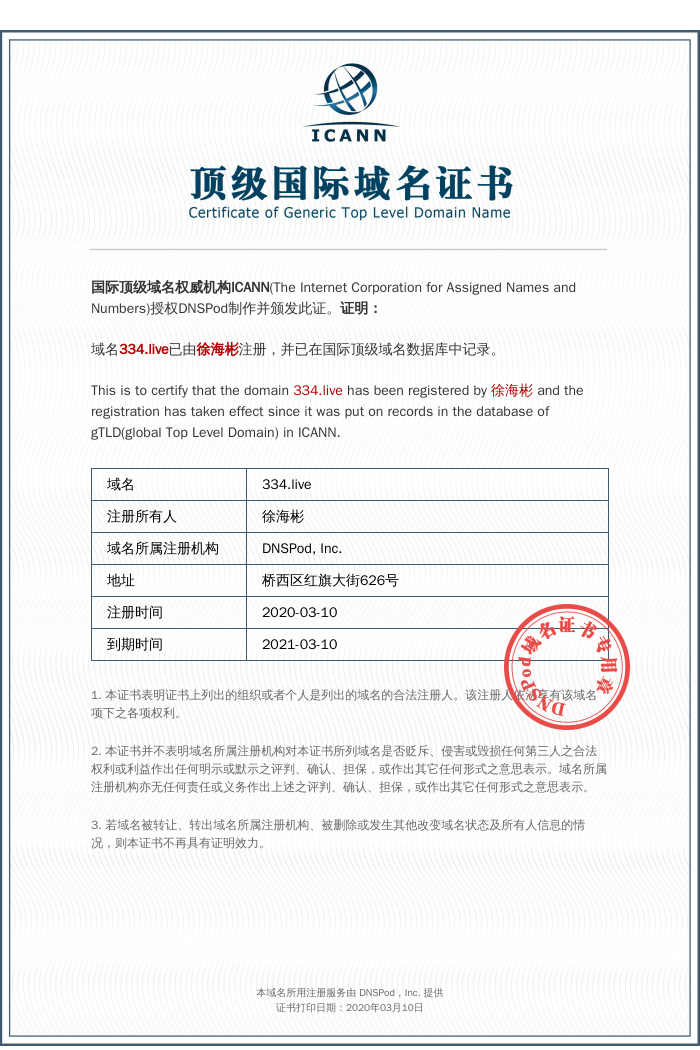 ICANN
顶级国际域名证书
Certificate of Generic Top Level Domain Name
国际顶级域名权威机构ICANN(The Internet Corporation for Assigned Names and
Numbers)授权DNSPod制作并颁发此证。证明：
域名334.live已由徐海彬注册，并已在国际顶级域名数据库中记录。
This is to certify that the domain 334.live has been registered by 徐海彬 and the
registration has taken effect since it was put on records in the database of
gTLD(global Top Level Domain) in ICANN.
域名 334.live
注册所有人 徐海彬
域名所属注册机构 DNSPod, Inc.
地址 桥西区红旗大街626号
注册时间 2020-03-10
到期时间 2021-03-10
DNSPod域名证书专用章
1. 本证书表明证书上列出的组织或者个人是列出的域名的合法注册人。该注册人依法享有该域名
项下之各项权利。
2. 本证书并不表明域名所属注册机构对本证书所列域名是否贬斥、侵害或毁损任何第三人之合法
权利或利益作出任何明示或默示之评判、确认、担保，或作出其它任何形式之意思表示。域名所属
注册机构亦无任何责任或义务作出上述之评判、确认、担保，或作出其它任何形式之意思表示。
3. 若域名被转让、转出域名所属注册机构、被删除或发生其他改变域名状态及所有人信息的情
况，则本证书不再具有证明效力。
本域名所用注册服务由 DNSPod，Inc. 提供
证书打印日期：2020年03月10日